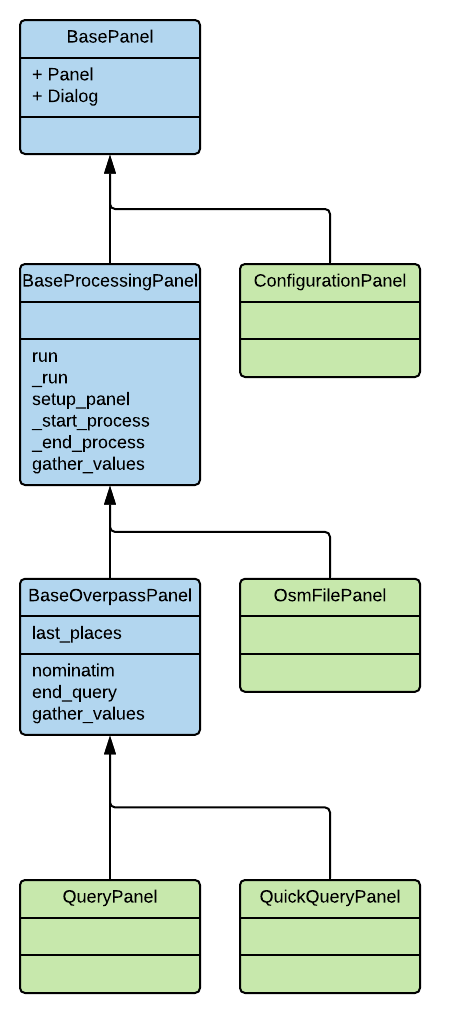 BasePanel
+ Panel
+ Dialog
BaseProcessingPanel
run
_run
setup_panel
_start_process
_end_process
gather_values
ConfigurationPanel
BaseOverpassPanel
last_places
nominatim
end_query
gather_values
OsmFilePanel
QueryPanel
QuickQueryPanel